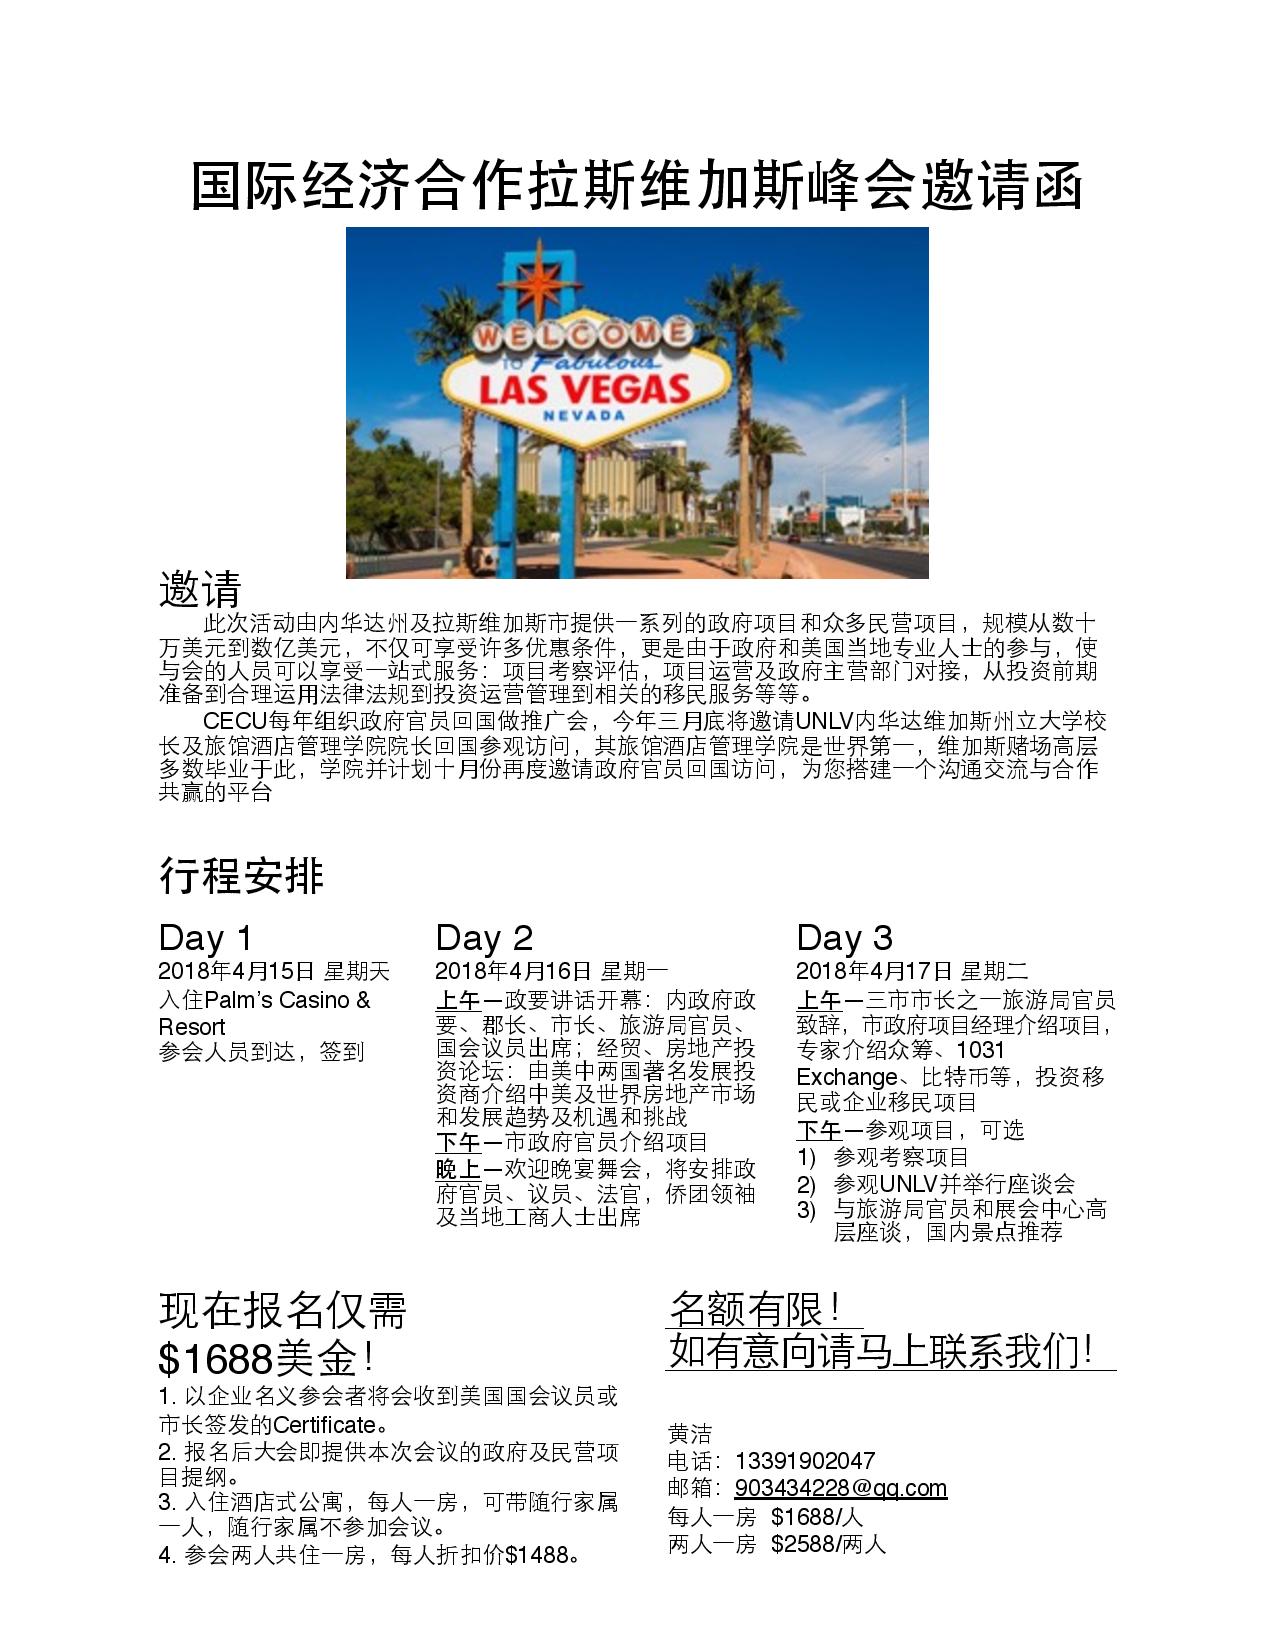 国际经济合作拉斯维加斯峰会邀请函
WELCOME
TO Fabulous
LAS VEGAS
NEVADA
邀请
此次活动由内华达州及拉斯维加斯市提供一系列的政府项目和众多民营项目，规模从数十
万美元到数亿美元，不仅可享受许多优惠条件，更是由于政府和美国当地专业人士的参与，使
与会的人员可以享受一站式服务：项目考察评估，项目运营及政府主营部门对接，从投资前期
准备到合理运用法律法规到投资运营管理到相关的移民服务等等。
CECU每年组织政府官员回国做推广会，今年三月底将邀请UNLV内华达维加斯州立大学校
长及旅馆酒店管理学院院长回国参观访问，其旅馆酒店管理学院是世界第一，维加斯赌场高层
多数毕业于此，学院并计划十月份再度邀请政府官员回国访问，为您搭建一个沟通交流与合作
共赢的平台
行程安排
Day 1
2018年4月15日 星期天
入住Palm's Casino &
Resort
参会人员到达，签到
Day 2
2018年4月16日 星期一
上午—政要讲话开幕：内政府政
要、郡长、市长、旅游局官员、
国会议员出席；经贸、房地产投
资论坛：由美中两国著名发展投
资商介绍中美及世界房地产市场
和发展趋势及机遇和挑战
下午—市政府官员介绍项目
晚上—欢迎晚宴舞会，将安排政
府官员、议员、法官，侨团领袖
及当地工商人士出席
Day 3
2018年4月17日 星期二
上午—三市市长之一旅游局官员
致辞，市政府项目经理介绍项目，
专家介绍众筹、1031
Exchange、比特币等，投资移
民或企业移民项目
下午—参观项目，可选
1) 参观考察项目
2) 参观UNLV并举行座谈会
3) 与旅游局官员和展会中心高
层座谈，国内景点推荐
现在报名仅需
$1688美金！
1. 以企业名义参会者将会收到美国国会议员或
市长签发的Certificate。
2. 报名后大会即提供本次会议的政府及民营项
目提纲。
3. 入住酒店式公寓，每人一房，可带随行家属
一人，随行家属不参加会议。
4. 参会两人共住一房，每人折扣价$1488。
名额有限！
如有意向请马上联系我们！
黄洁
电话：13391902047
邮箱：903434228@qq.com
每人一房 $1688/人
两人一房 $2588/两人